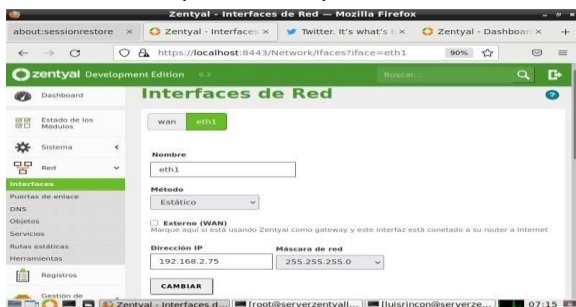 Zentyal - Interfaces de Red — Mozilla Firefox
about:sessionrestore
Zentyal - Interfaces
Twitter. It's what's h
Zentyal - Dashboar
https://localhost:8443/Network/Ifaces?iface=eth1
90%
zentyal Development Edition 6.2
Buscar...
Dashboard
Interfaces de Red
Estado de los
Módulos
wan
eth1
Sistema
Nombre
Red
eth1
Interfaces
Método
Puertas de enlace
Estático
DNS
Objetos
Externo (WAN)
Servicios
Marque aquí si está usando Zentyal como gateway y este interfaz está conetado a su router a Internet
Rutas estáticas
Dirección IP
Máscara de red
Herramientas
192.168.2.75
255.255.255.0
Registros
CAMBIAR
Gestión de
Zentyal - Interfaces d...
[root@serverzentyall...
[luisrincon@serverze...
07:15